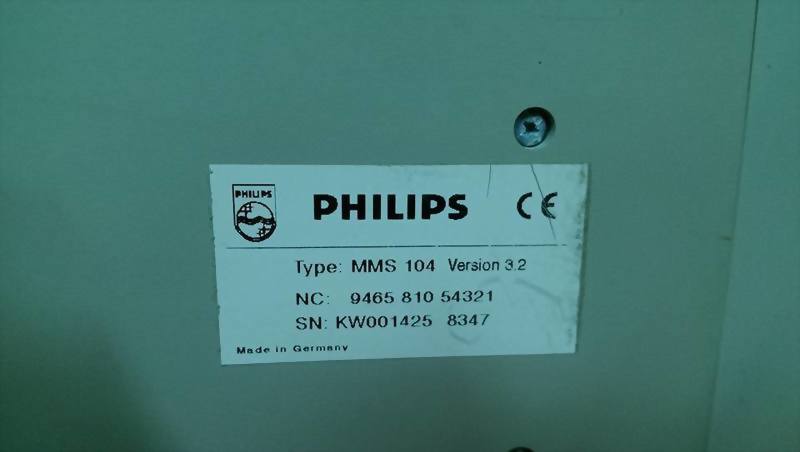 PHILIPS
PHILIPS CE
Type: MMS 104 Version 3.2
NC: 9465 810 54321
SN: KW001425 8347
Made in Germany